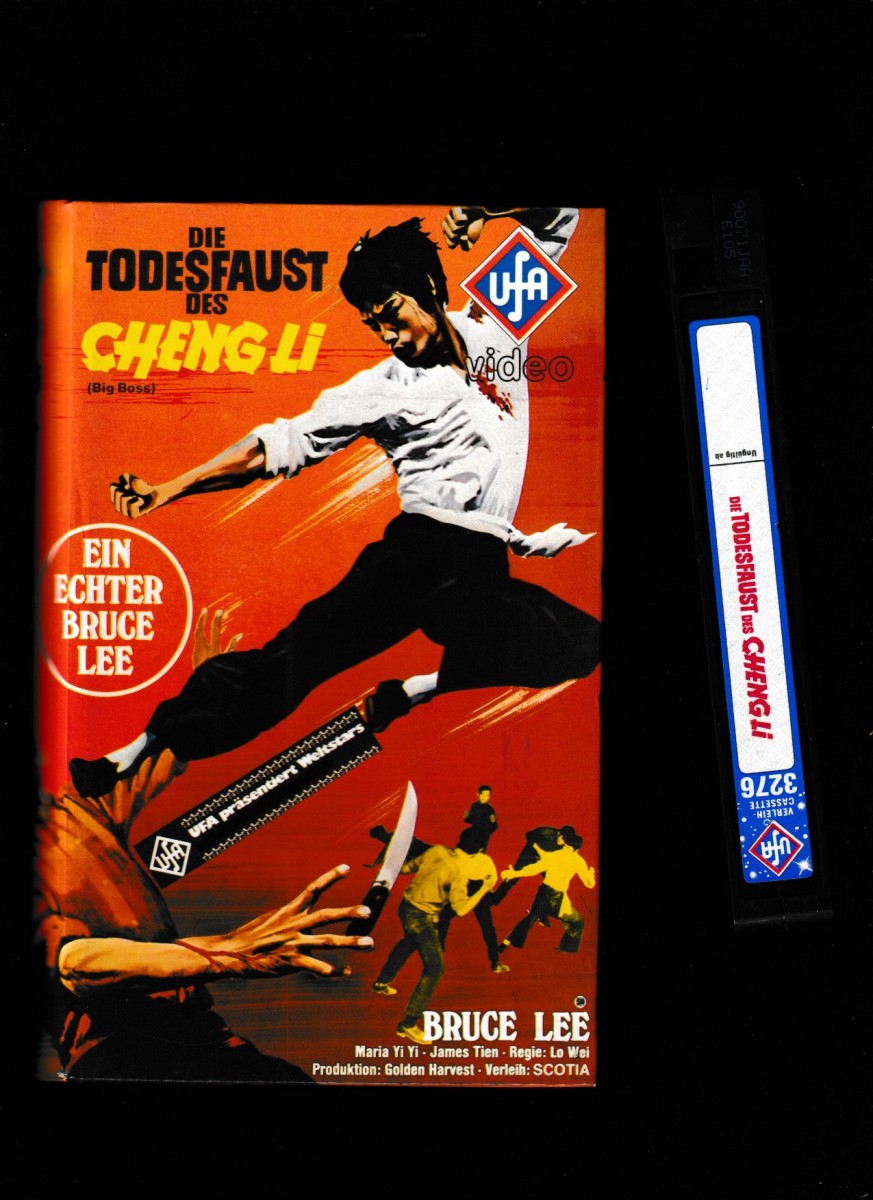 DIE
TODESFAUST
DES
CHENG LI
(Big Boss)
UFA
video
EIN
ECHTER
BRUCE
LEE
UFA präsentiert Weltstars
UFA
BRUCE LEE
Maria Yi Yi · James Tien · Regie: Lo Wei
Produktion: Golden Harvest · Verleih: SCOTIA
90071JAA
E105
Ungültig ab
DIE TODESFAUST DES CHENG LI
3276
VERLEIH-
CASSETTE
UFA